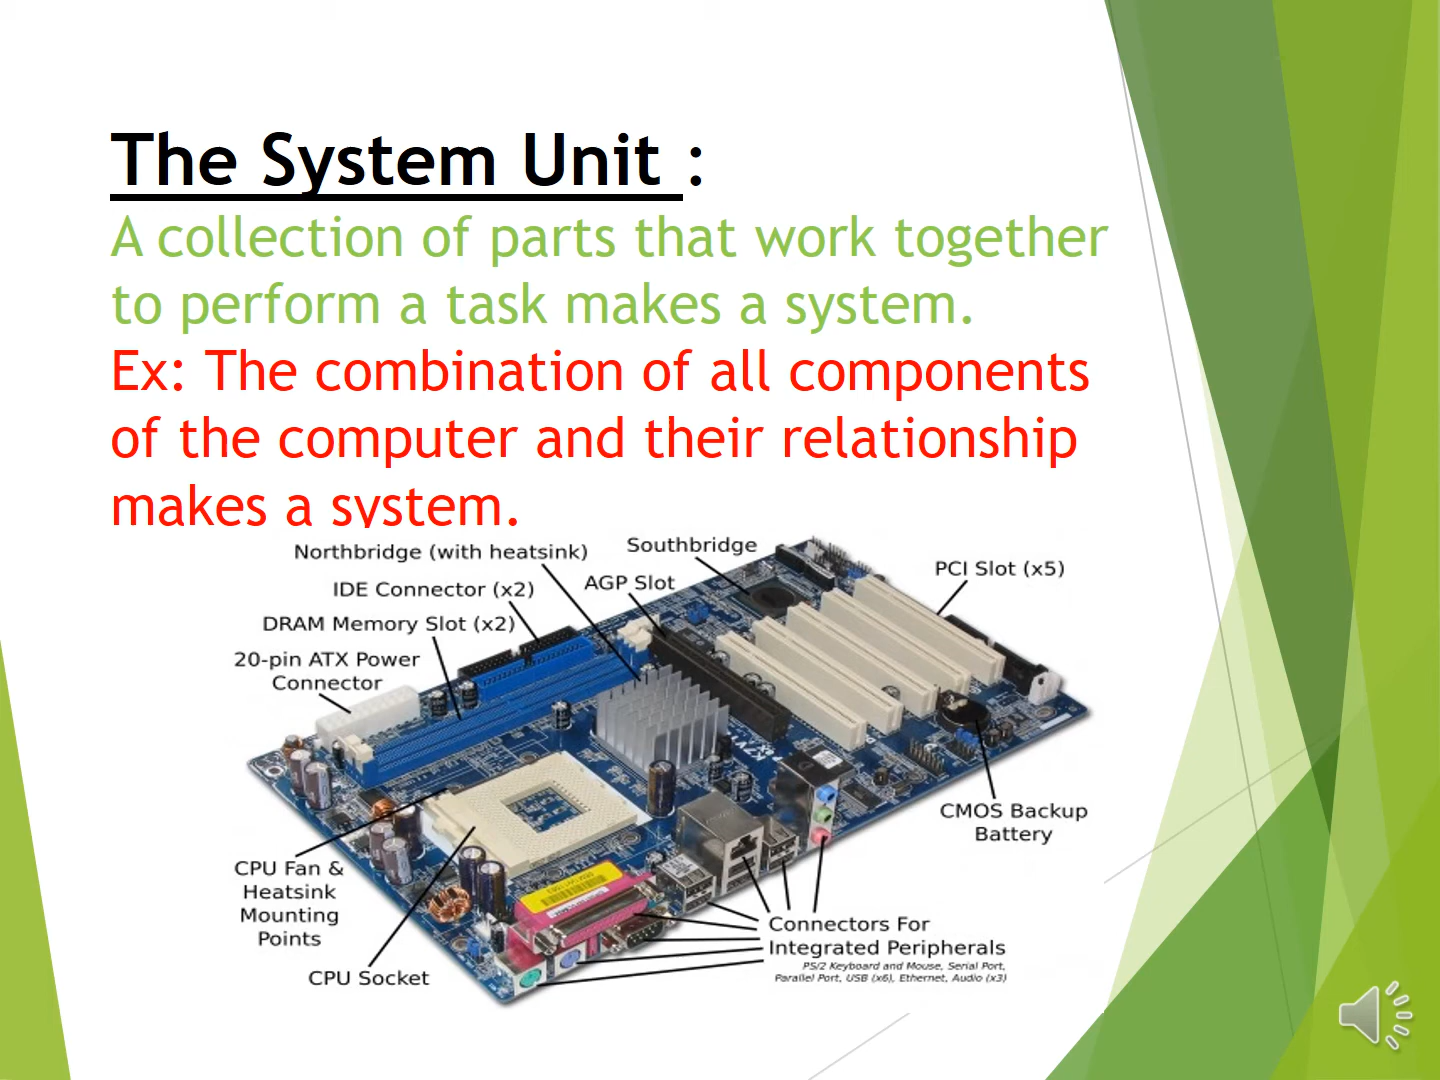 The System Unit :
A collection of parts that work together
to perform a task makes a system.
Ex: The combination of all components
of the computer and their relationship
makes a system.
Northbridge (with heatsink)
Southbridge
IDE Connector (x2)
AGP Slot
PCI Slot (x5)
DRAM Memory Slot (x2)
20-pin ATX Power
Connector
CMOS Backup
Battery
CPU Fan &
Heatsink
Mounting
Points
CPU Socket
Connectors For
Integrated Peripherals
PS/2 Keyboard and Mouse, Serial Port,
Parallel Port, USB (x6), Ethernet, Audio (x3)